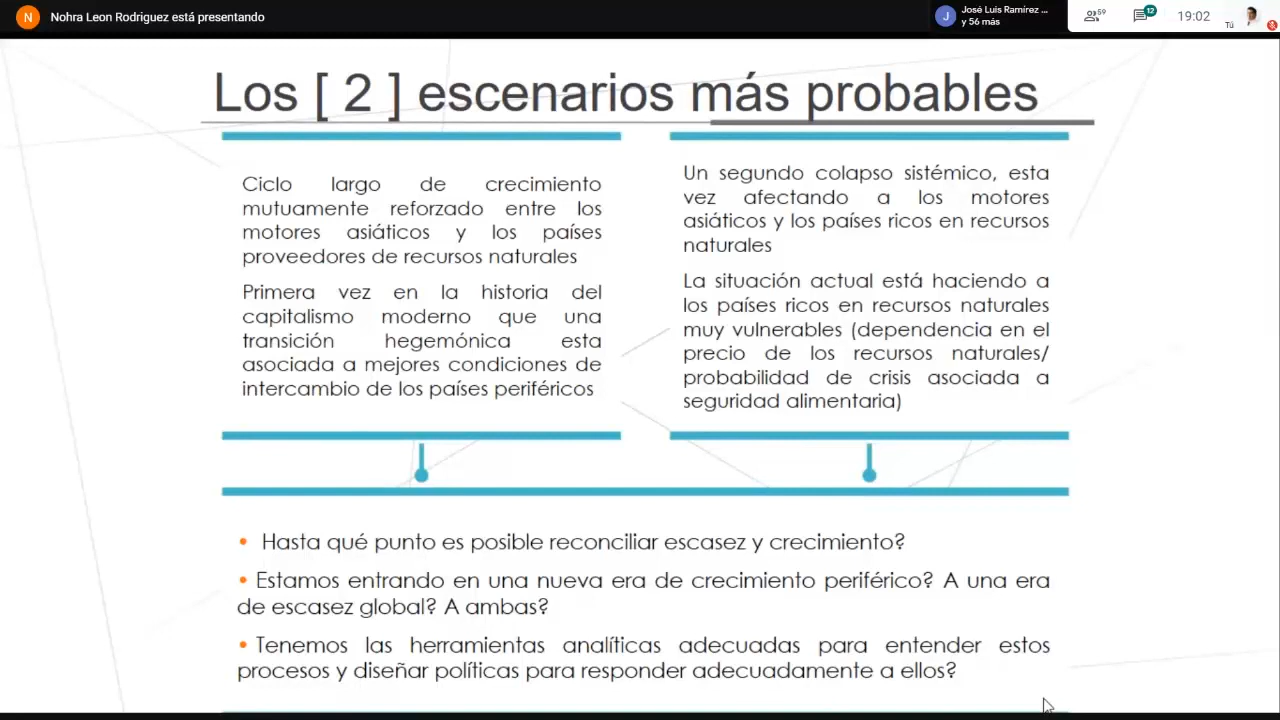 N Nohra Leon Rodriguez está presentando
J José Luis Ramírez ...
y 56 más
59
12
19:02
Tú
Los [ 2 ] escenarios más probables
Ciclo largo de crecimiento
mutuamente reforzado entre los
motores asiáticos y los países
proveedores de recursos naturales
Primera vez en la historia del
capitalismo moderno que una
transición hegemónica esta
asociada a mejores condiciones de
intercambio de los países periféricos
Un segundo colapso sistémico, esta
vez afectando a los motores
asiáticos y los países ricos en recursos
naturales
La situación actual está haciendo a
los países ricos en recursos naturales
muy vulnerables (dependencia en el
precio de los recursos naturales/
probabilidad de crisis asociada a
seguridad alimentaria)
• Hasta qué punto es posible reconciliar escasez y crecimiento?
• Estamos entrando en una nueva era de crecimiento periférico? A una era
de escasez global? A ambas?
• Tenemos las herramientas analíticas adecuadas para entender estos
procesos y diseñar políticas para responder adecuadamente a ellos?